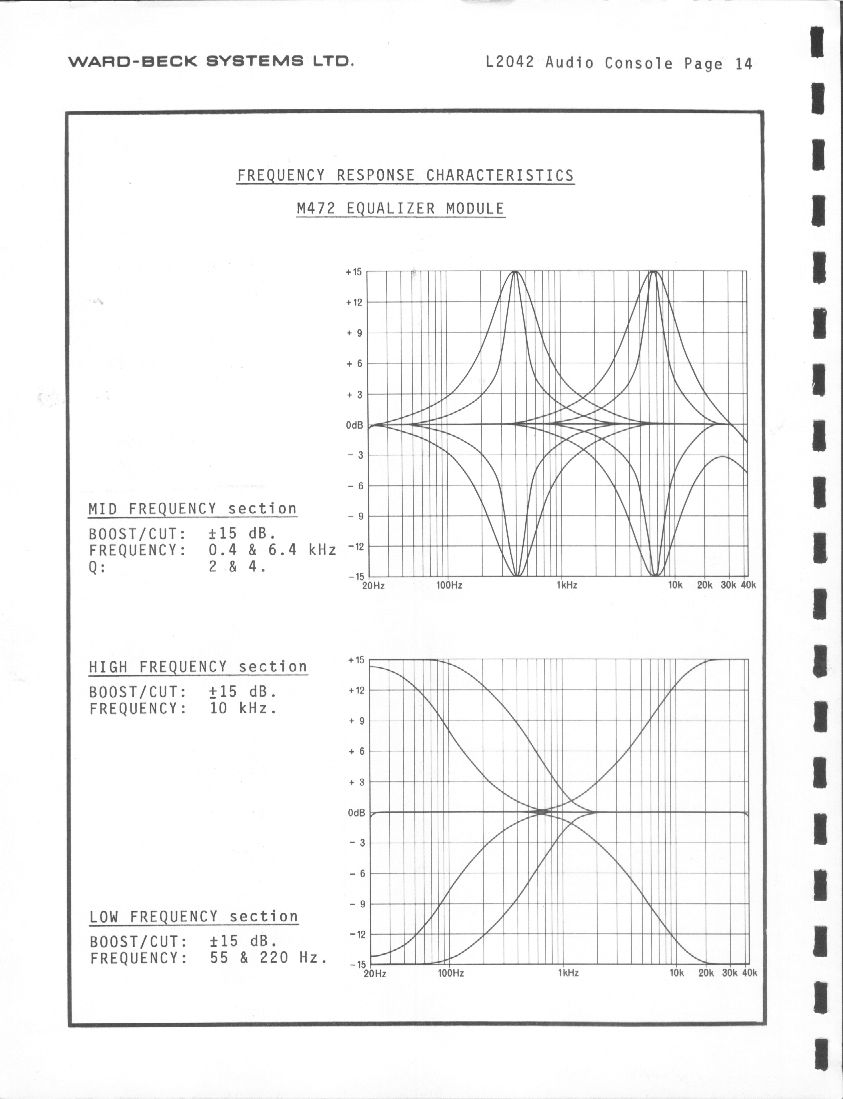 WARD-BECK SYSTEMS LTD.
L2042 Audio Console Page 14
FREQUENCY RESPONSE CHARACTERISTICS
M472 EQUALIZER MODULE
+15
+12
+ 9
+ 6
+ 3
0dB
- 3
- 6
- 9
-12
-15
20Hz 100Hz 1kHz 10k 20k 30k 40k
MID FREQUENCY section
BOOST/CUT: ±15 dB.
FREQUENCY: 0.4 & 6.4 kHz
Q: 2 & 4.
HIGH FREQUENCY section
BOOST/CUT: ±15 dB.
FREQUENCY: 10 kHz.
+15
+12
+ 9
+ 6
+ 3
0dB
- 3
- 6
- 9
-12
-15
20Hz 100Hz 1kHz 10k 20k 30k 40k
LOW FREQUENCY section
BOOST/CUT: ±15 dB.
FREQUENCY: 55 & 220 Hz.